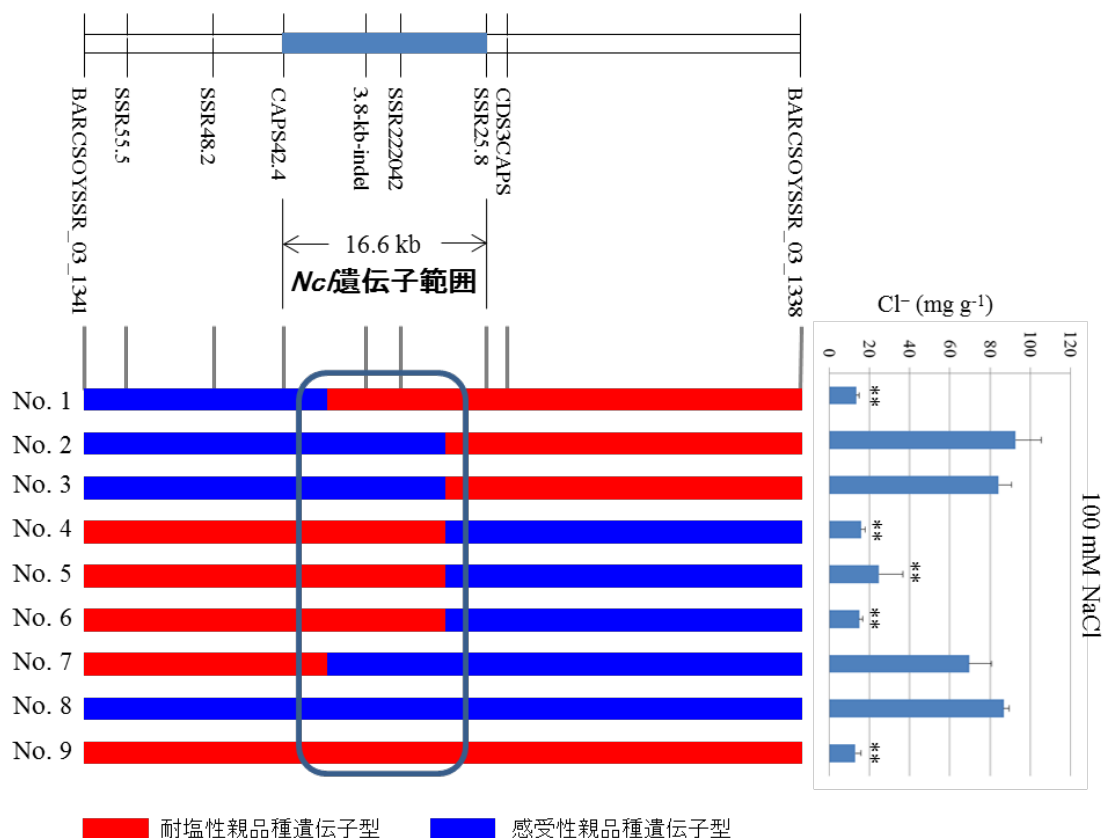 BARCSOYSSR_03_1341
SSR55.5
SSR48.2
CAPS42.4
3.8-kb-indel
SSR222042
SSR25.8
CDS3CAPS
BARCSOYSSR_03_1338
16.6 kb
Ncl遺伝子範囲
Cl⁻ (mg g⁻¹)
0 20 40 60 80 100 120
100 mM NaCl
No. 1
**
No. 2
No. 3
No. 4
**
No. 5
**
No. 6
**
No. 7
No. 8
No. 9
**
耐塩性親品種遺伝子型
感受性親品種遺伝子型